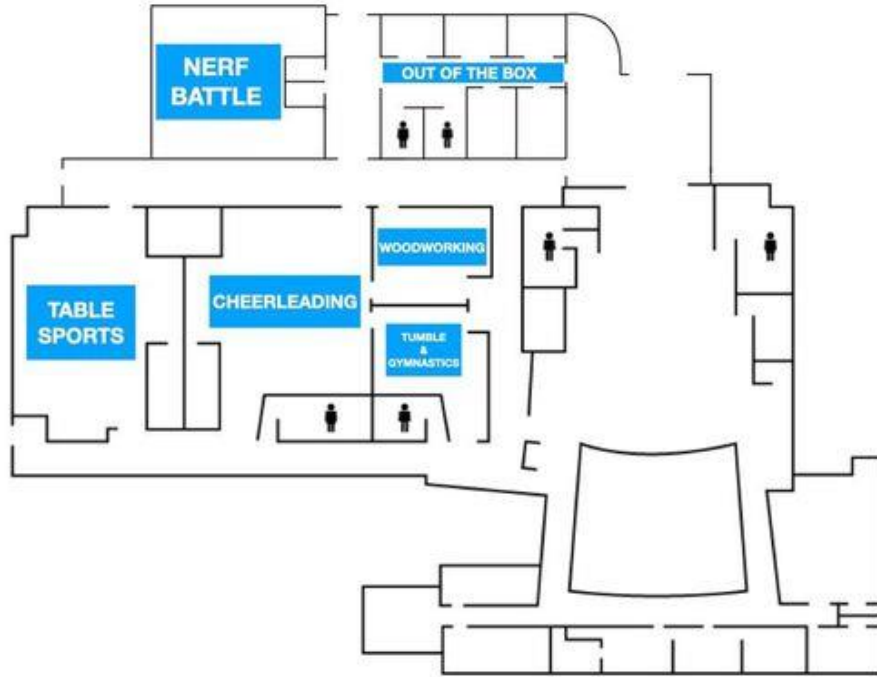 NERF
BATTLE
OUT OF THE BOX
WOODWORKING
TABLE
SPORTS
CHEERLEADING
TUMBLE
&
GYMNASTICS